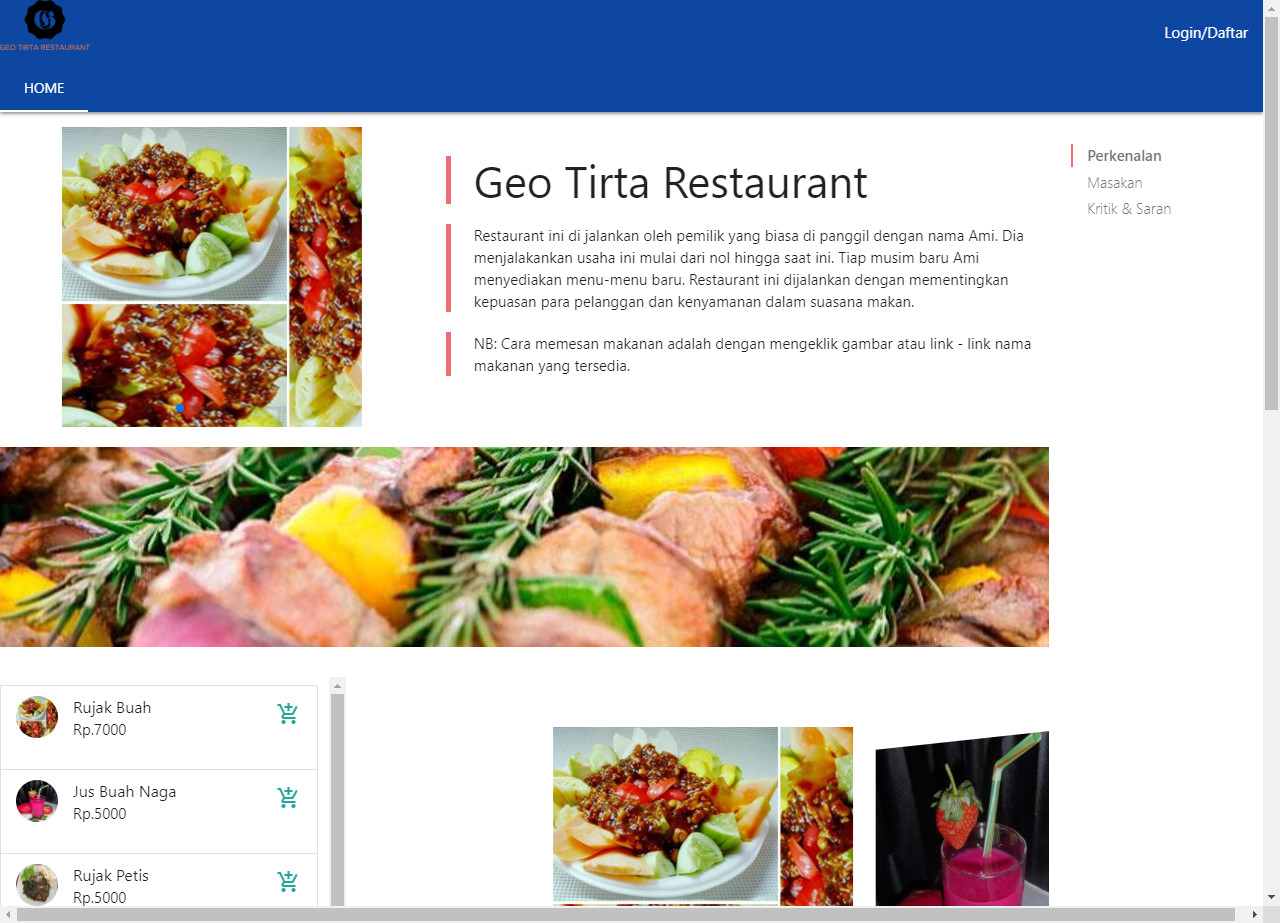 GEO TIRTA RESTAURANT
Login/Daftar
HOME
Geo Tirta Restaurant
Restaurant ini di jalankan oleh pemilik yang biasa di panggil dengan nama Ami. Dia
menjalakankan usaha ini mulai dari nol hingga saat ini. Tiap musim baru Ami
menyediakan menu-menu baru. Restaurant ini dijalankan dengan mementingkan
kepuasan para pelanggan dan kenyamanan dalam suasana makan.
NB: Cara memesan makanan adalah dengan mengeklik gambar atau link - link nama
makanan yang tersedia.
Perkenalan
Masakan
Kritik & Saran
Rujak Buah
Rp.7000
Jus Buah Naga
Rp.5000
Rujak Petis
Rp.5000